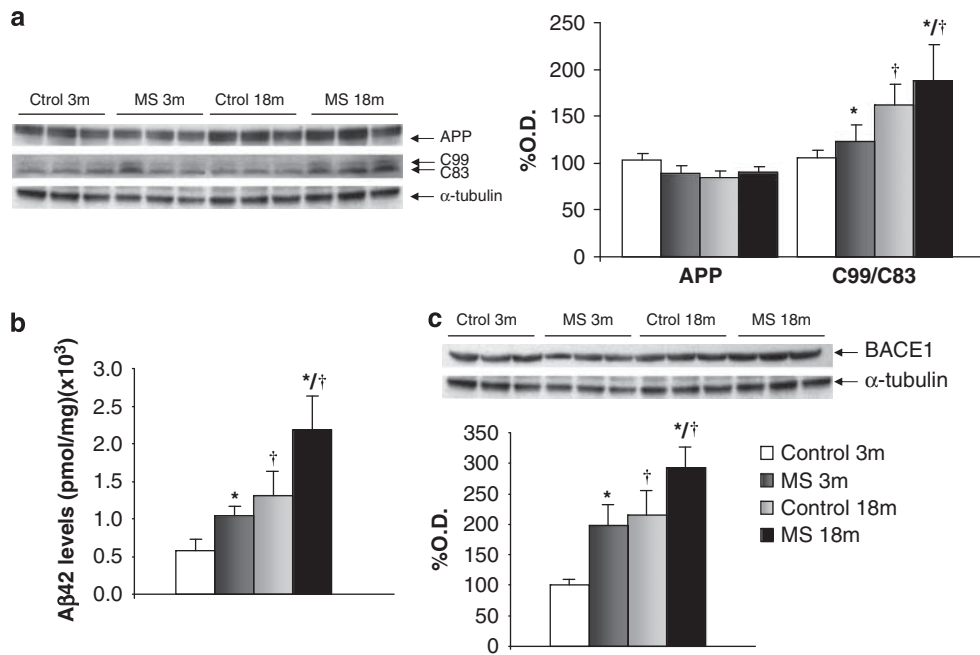 a
Ctrol 3m MS 3m Ctrol 18m MS 18m
APP
C99
C83
α-tubulin
%O.D.
250
200
150
100
50
0
*
†
*/†
APP C99/C83
b
Aβ42 levels (pmol/mg)(x10³)
3.0
2.5
2.0
1.5
1.0
0.5
0.0
*
†
*/†
c
Ctrol 3m MS 3m Ctrol 18m MS 18m
BACE1
α-tubulin
%O.D.
350
300
250
200
150
100
50
0
*
†
*/†
Control 3m
MS 3m
Control 18m
MS 18m